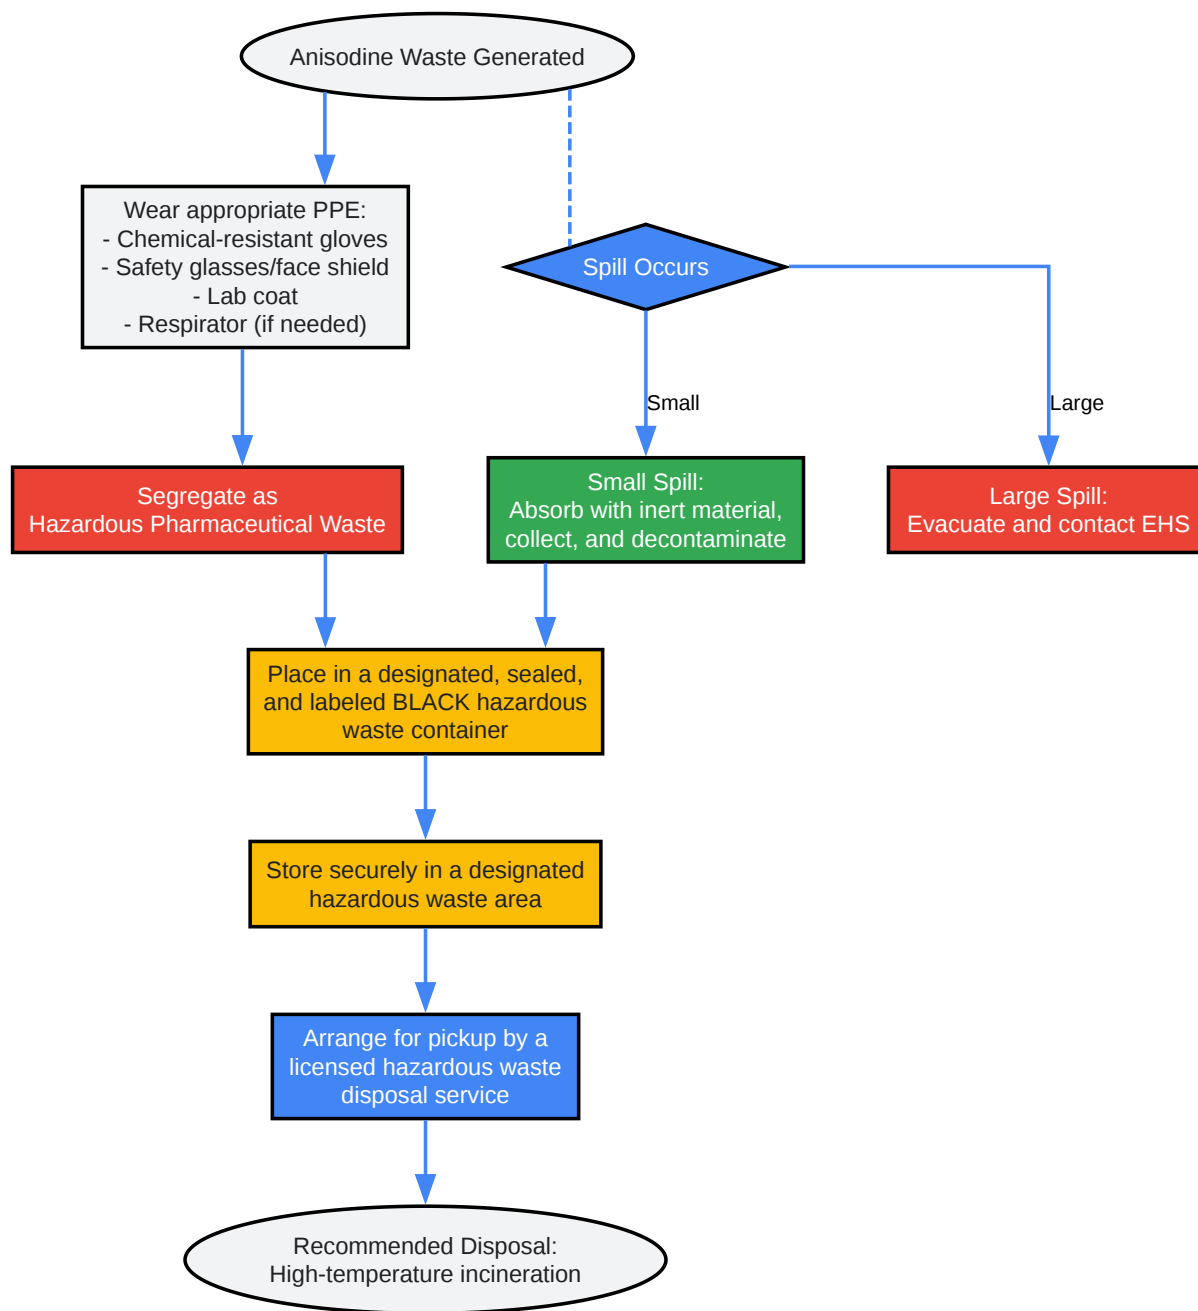 Anisodine Waste Generated
Wear appropriate PPE:
- Chemical-resistant gloves
- Safety glasses/face shield
- Lab coat
- Respirator (if needed)
Spill Occurs
Small
Large
Segregate as
Hazardous Pharmaceutical Waste
Small Spill:
Absorb with inert material,
collect, and decontaminate
Large Spill:
Evacuate and contact EHS
Place in a designated, sealed,
and labeled BLACK hazardous
waste container
Store securely in a designated
hazardous waste area
Arrange for pickup by a
licensed hazardous waste
disposal service
Recommended Disposal:
High-temperature incineration